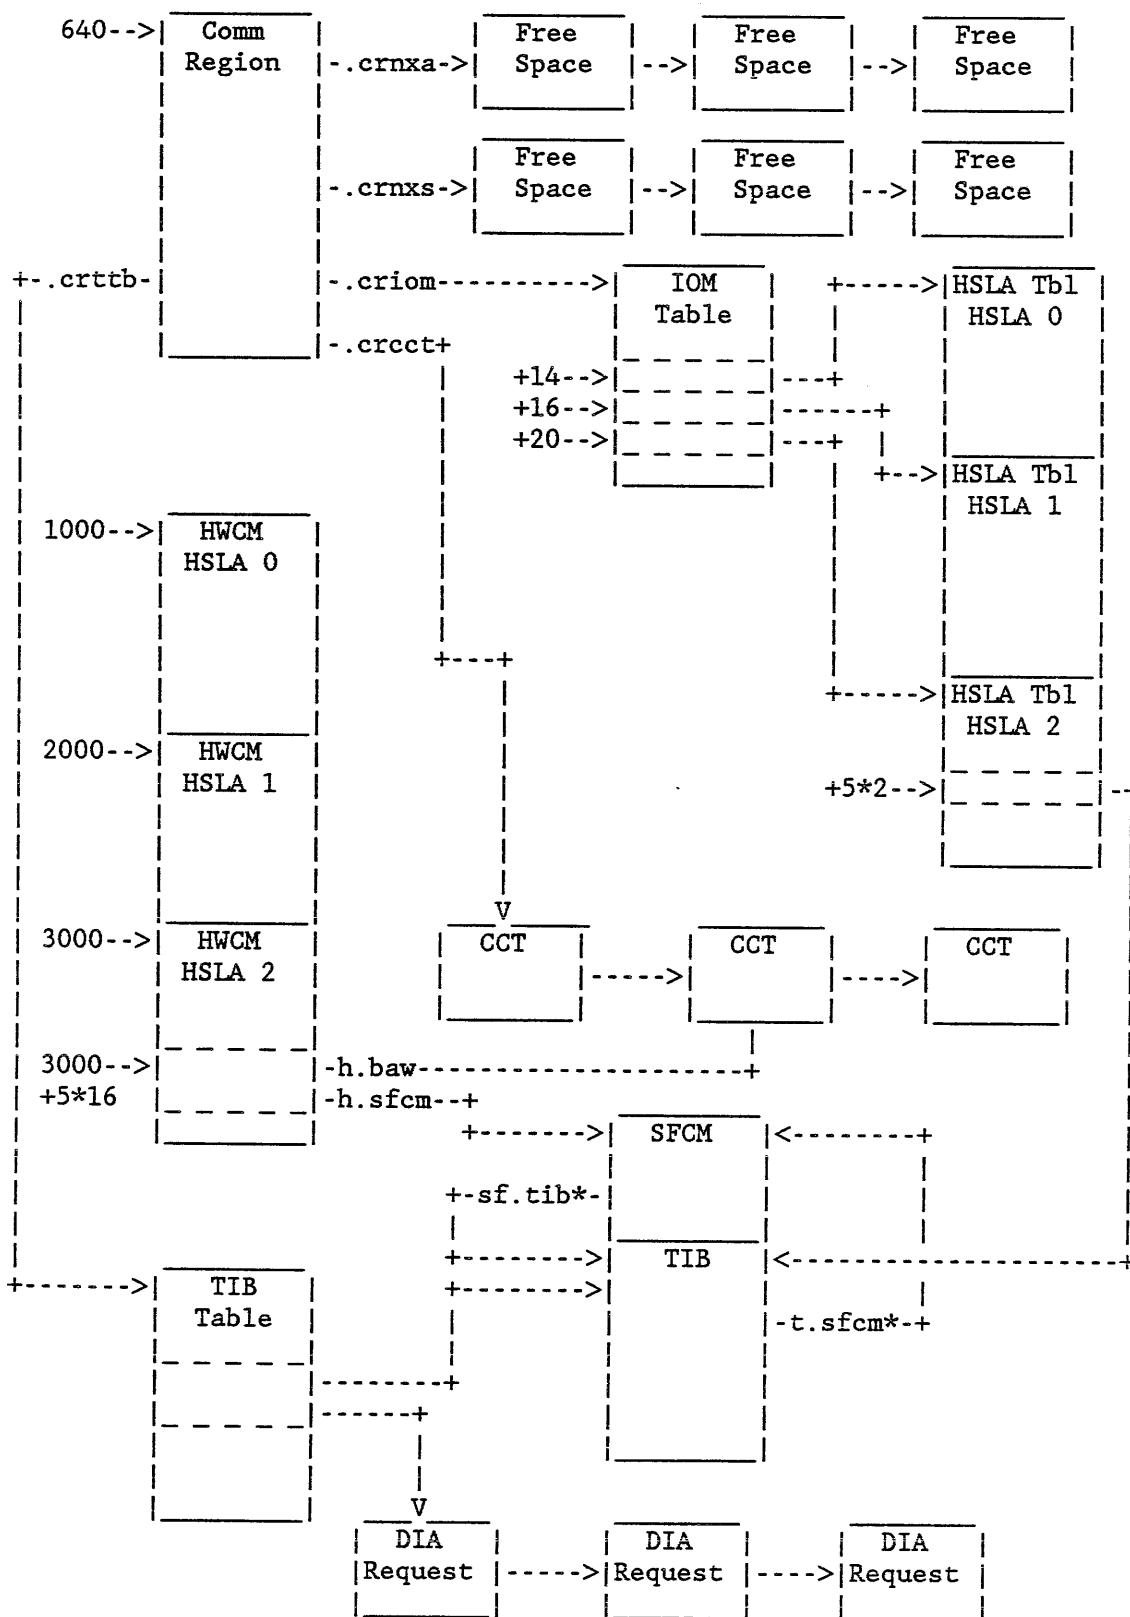 640--> Comm Free Free Free
Region -.crnxa-> Space --> Space --> Space
Free Free Free
-.crnxs-> Space --> Space --> Space
+-.crttb- -.criom-----------> IOM +-----> HSLA Tbl
Table HSLA 0
-.crcct+
+14--> ---+
+16--> ------+
+20--> ---+
+--> HSLA Tbl
HSLA 1
1000--> HWCM
HSLA 0
+---+
+-----> HSLA Tbl
HSLA 2
2000--> HWCM
HSLA 1
+5*2--> --
V
3000--> HWCM CCT CCT CCT
HSLA 2 -----> ---->
3000--> -h.baw---------------------+
+5*16 -h.sfcm--+
+-------> SFCM <--------+
+-sf.tib*-
+-------> TIB <---------------------+
+-------> TIB +------->
Table -t.sfcm*-+
--------+
------+
V
DIA DIA DIA
Request -----> Request ----> Request